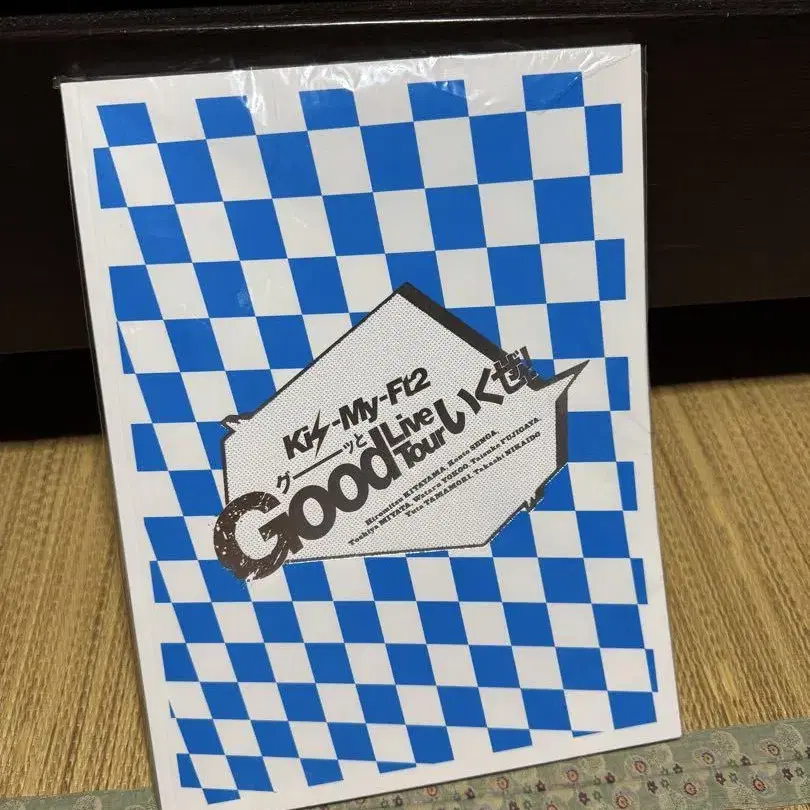 Kis-My-Ft2
グーッと
Good Live Tour いくぜ!
Hiromitsu KITAYAMA, Kento SENGA,
Toshiya MIYATA, Wataru YOKOO, Taisuke FUJIGAYA,
Yuta TAMAMORI, Takashi NIKAIDO